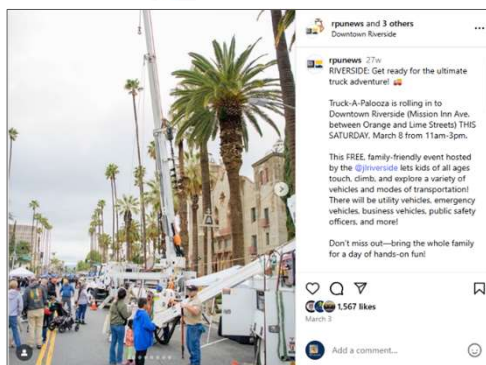 rpunews and 3 others
Downtown Riverside
rpunews 27w
RIVERSIDE: Get ready for the ultimate
truck adventure! 🚒
Truck-A-Palooza is rolling in to
Downtown Riverside (Mission Inn Ave.
between Orange and Lime Streets) THIS
SATURDAY, March 8 from 11am-3pm.
This FREE, family-friendly event hosted
by the @jlriverside lets kids of all ages
touch, climb, and explore a variety of
vehicles and modes of transportation!
There will be utility vehicles, emergency
vehicles, business vehicles, public safety
officers, and more!
Don't miss out—bring the whole family
for a day of hands-on fun!
1,567 likes
March 3
Add a comment...